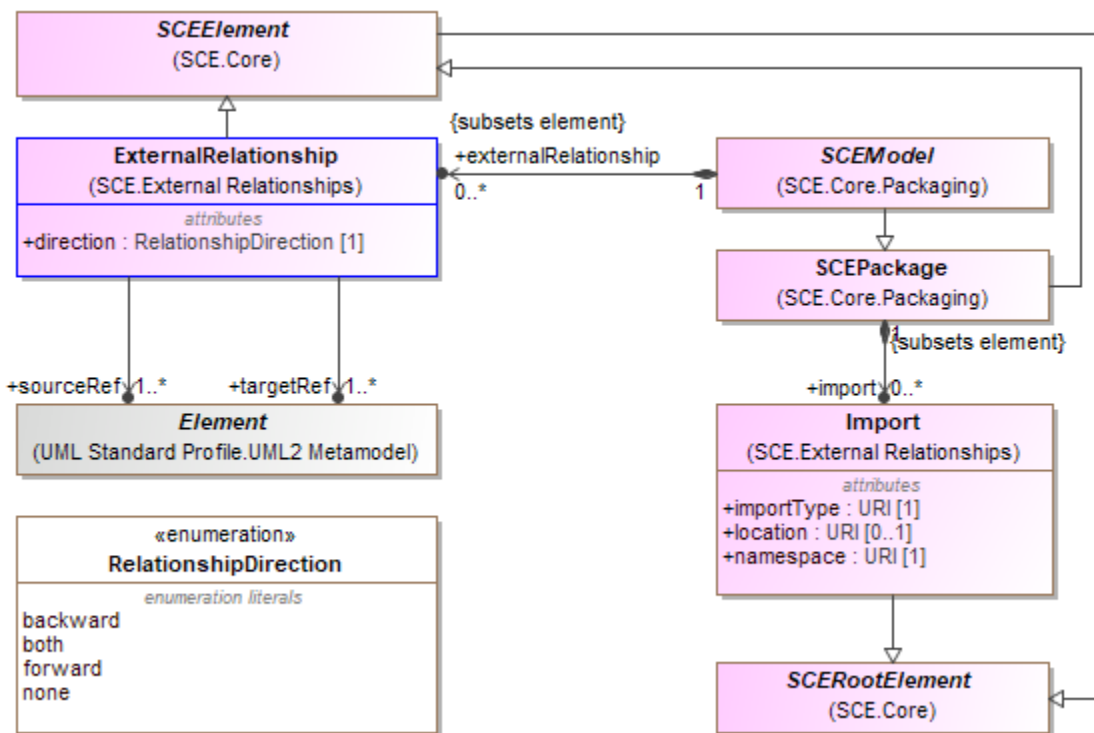 SCEElement
(SCE.Core)
{subsets element}
ExternalRelationship
(SCE.External Relationships)
attributes
+direction : RelationshipDirection [1]
+externalRelationship
0..*
1
SCEModel
(SCE.Core.Packaging)
SCEPackage
(SCE.Core.Packaging)
1
{subsets element}
+sourceRef
1..*
+targetRef
1..*
+import
0..*
Element
(UML Standard Profile.UML2 Metamodel)
Import
(SCE.External Relationships)
attributes
+importType : URI [1]
+location : URI [0..1]
+namespace : URI [1]
«enumeration»
RelationshipDirection
enumeration literals
backward
both
forward
none
SCERootElement
(SCE.Core)